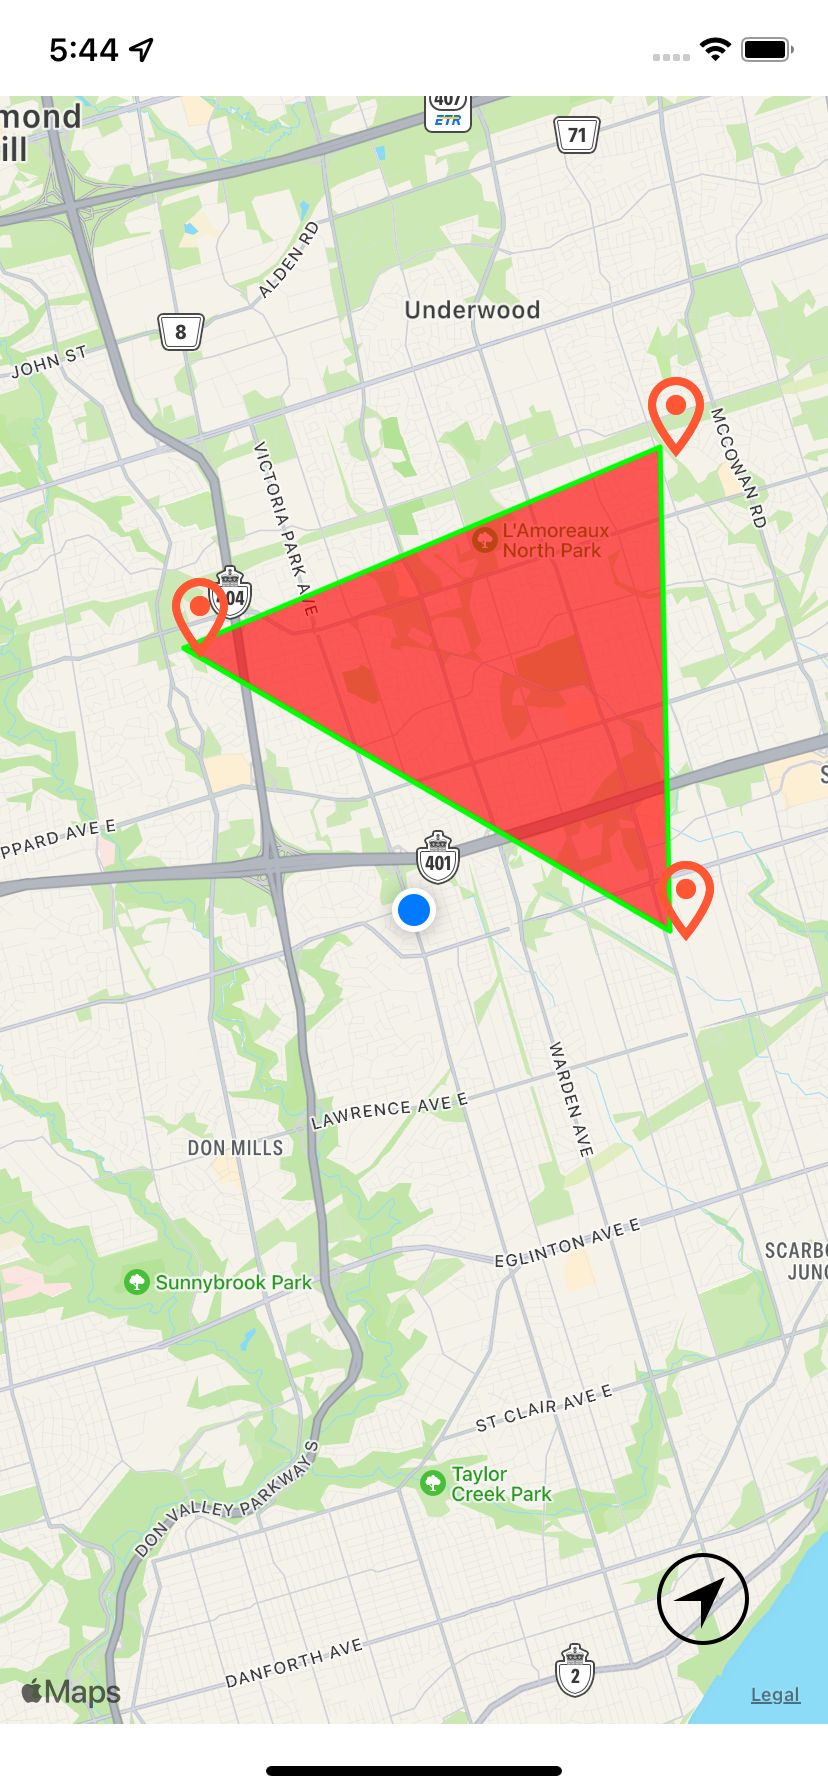 5:44
mond
ill
407
ETR
71
ALDEN RD
Underwood
8
JOHN ST
MCCOWAN RD
VICTORIA PARK AVE
L'Amoreaux
North Park
404
S
PPARD AVE E
401
WARDEN AVE
LAWRENCE AVE E
DON MILLS
EGLINTON AVE E
SCARBO
JUNC
Sunnybrook Park
ST CLAIR AVE E
DON VALLEY PARKWAY S
Taylor
Creek Park
DANFORTH AVE
2
Maps
Legal